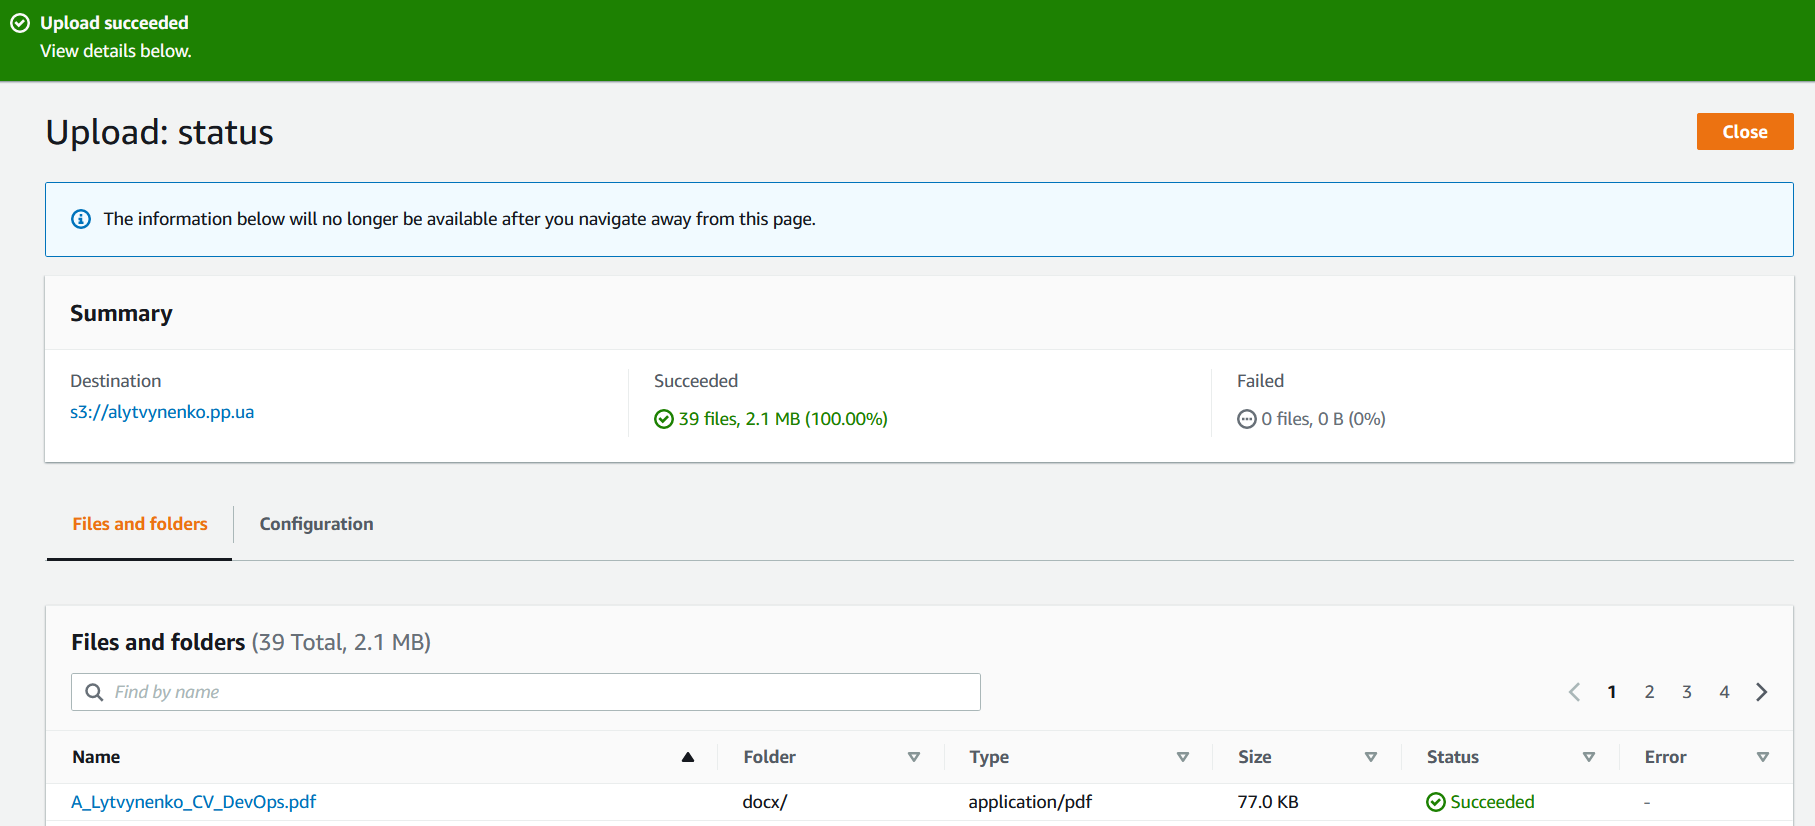 Upload succeeded
View details below.
Upload: status
Close
The information below will no longer be available after you navigate away from this page.
Summary
Destination
s3://alytvynenko.pp.ua
Succeeded
39 files, 2.1 MB (100.00%)
Failed
0 files, 0 B (0%)
Files and folders
Configuration
Files and folders (39 Total, 2.1 MB)
Find by name
1 2 3 4
Name Folder Type Size Status Error
A_Lytvynenko_CV_DevOps.pdf docx/ application/pdf 77.0 KB Succeeded -